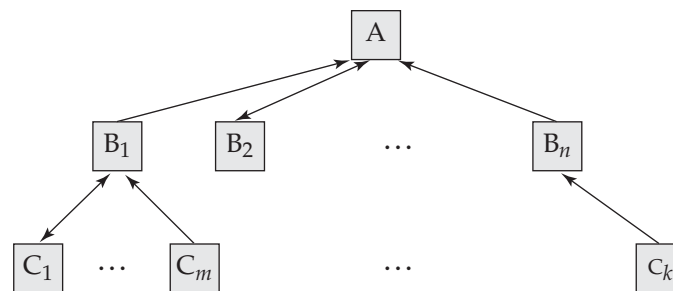 A
B₁ B₂ ... Bₙ
C₁ ... Cₘ ... Cₖ